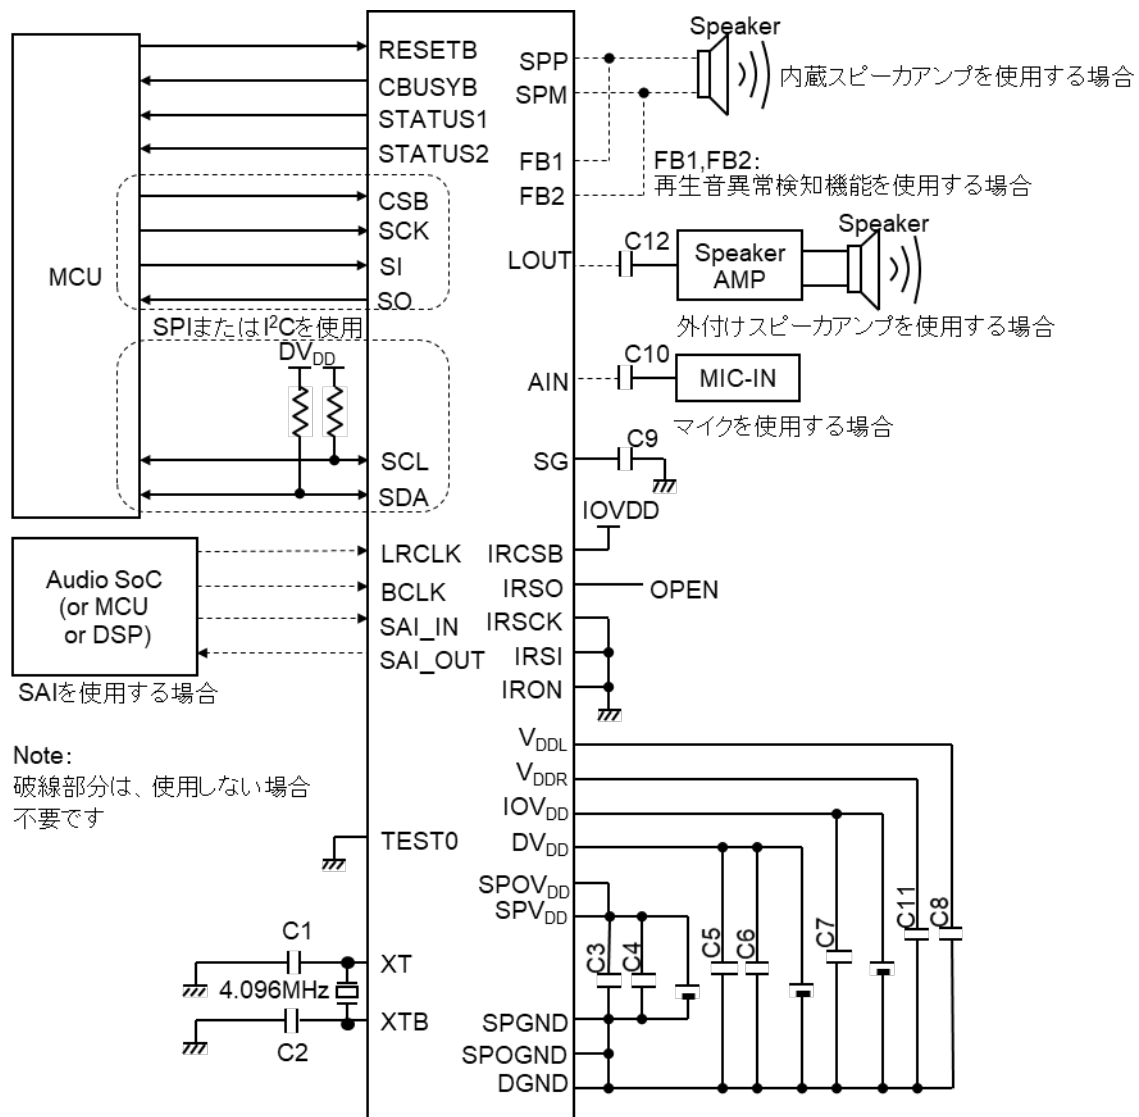 MCU
RESETB
CBUSYB
STATUS1
STATUS2
CSB
SCK
SI
SO
SPIまたはI²Cを使用
DVDD
SCL
SDA
Audio SoC
(or MCU
or DSP)
LRCLK
BCLK
SAI_IN
SAI_OUT
SAIを使用する場合
Note：
破線部分は、使用しない場合
不要です
TEST0
C1
XT
4.096MHz
XTB
C2
Speaker
SPP
SPM
内蔵スピーカアンプを使用する場合
FB1
FB2
FB1,FB2：
再生音異常検知機能を使用する場合
LOUT
C12
Speaker
AMP
Speaker
外付けスピーカアンプを使用する場合
AIN
C10
MIC-IN
マイクを使用する場合
SG
C9
IOVDD
IRCSB
IRSO
OPEN
IRSCK
IRSI
IRON
VDDL
VDDR
IOVDD
DVDD
SPOVDD
SPVDD
C3
C4
C5
C6
C7
C11
C8
SPGND
SPOGND
DGND